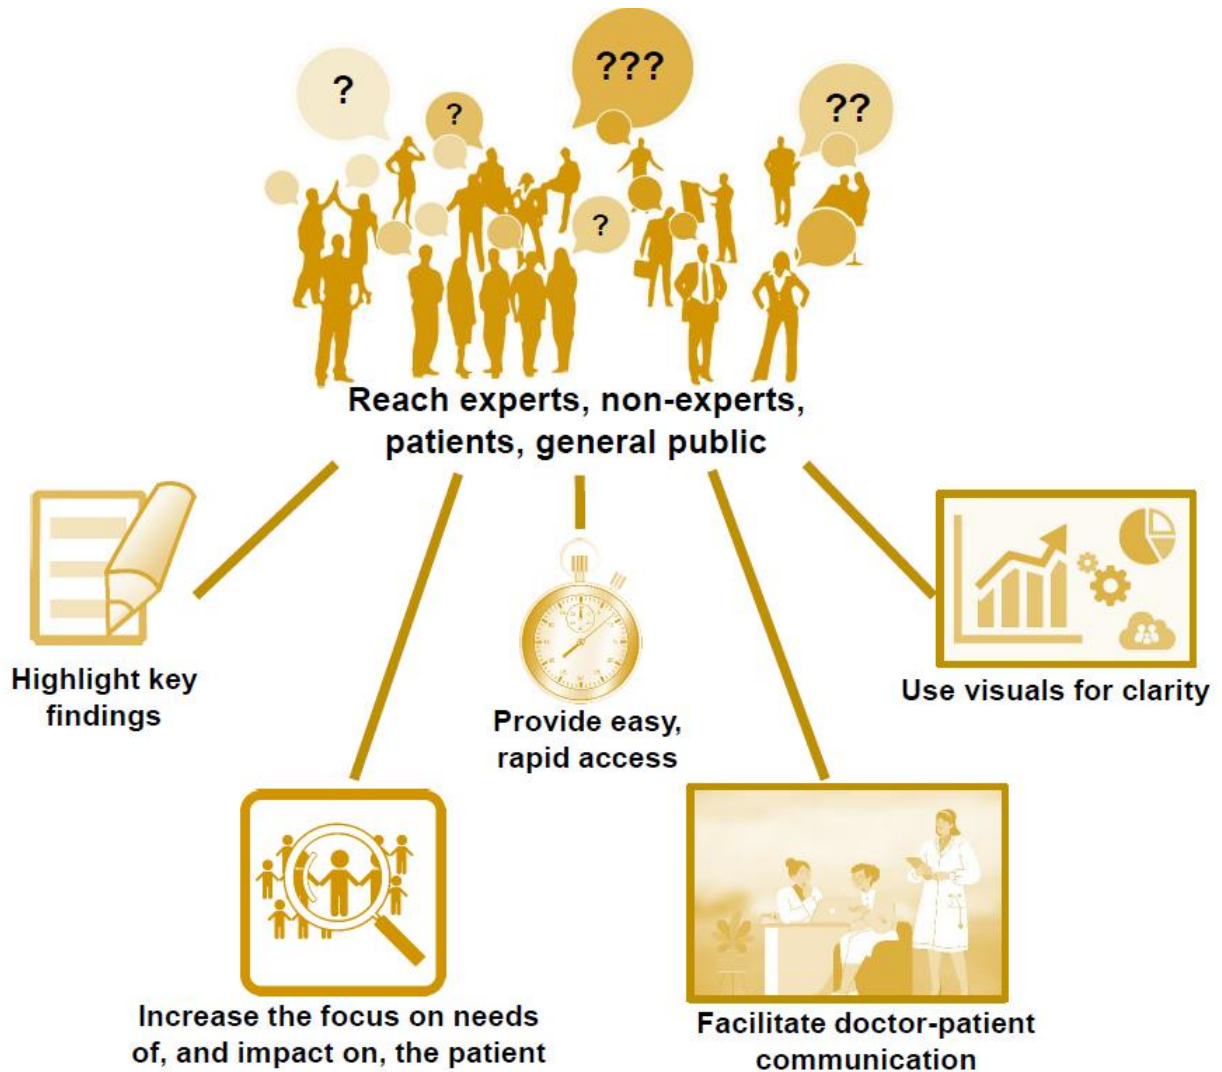 ???
?
??
?
?
Reach experts, non-experts,
patients, general public
Highlight key
findings
Provide easy,
rapid access
Use visuals for clarity
Increase the focus on needs
of, and impact on, the patient
Facilitate doctor-patient
communication